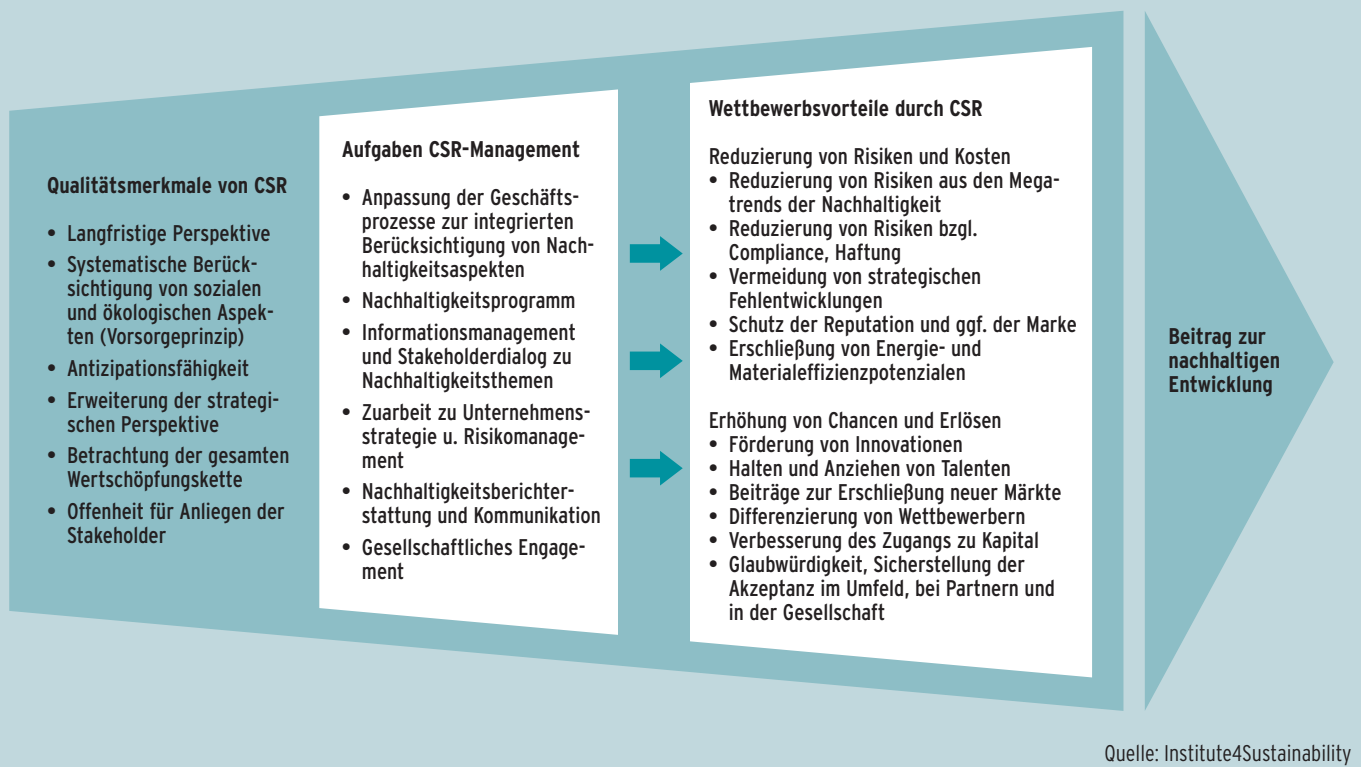 Qualitätsmerkmale von CSR
• Langfristige Perspektive
• Systematische Berück-
sichtigung von sozialen
und ökologischen Aspek-
ten (Vorsorgeprinzip)
• Antizipationsfähigkeit
• Erweiterung der strategi-
schen Perspektive
• Betrachtung der gesamten
Wertschöpfungskette
• Offenheit für Anliegen der
Stakeholder
Aufgaben CSR-Management
• Anpassung der Geschäfts-
prozesse zur integrierten
Berücksichtigung von Nach-
haltigkeitsaspekten
• Nachhaltigkeitsprogramm
• Informationsmanagement
und Stakeholderdialog zu
Nachhaltigkeitsthemen
• Zuarbeit zu Unternehmens-
strategie u. Risikomanage-
ment
• Nachhaltigkeitsberichter-
stattung und Kommunikation
• Gesellschaftliches Engage-
ment
Wettbewerbsvorteile durch CSR
Reduzierung von Risiken und Kosten
• Reduzierung von Risiken aus den Mega-
trends der Nachhaltigkeit
• Reduzierung von Risiken bzgl.
Compliance, Haftung
• Vermeidung von strategischen
Fehlentwicklungen
• Schutz der Reputation und ggf. der Marke
• Erschließung von Energie- und
Materialeffizienzpotenzialen
Erhöhung von Chancen und Erlösen
• Förderung von Innovationen
• Halten und Anziehen von Talenten
• Beiträge zur Erschließung neuer Märkte
• Differenzierung von Wettbewerbern
• Verbesserung des Zugangs zu Kapital
• Glaubwürdigkeit, Sicherstellung der
Akzeptanz im Umfeld, bei Partnern und
in der Gesellschaft
Beitrag zur
nachhaltigen
Entwicklung
Quelle: Institute4Sustainability